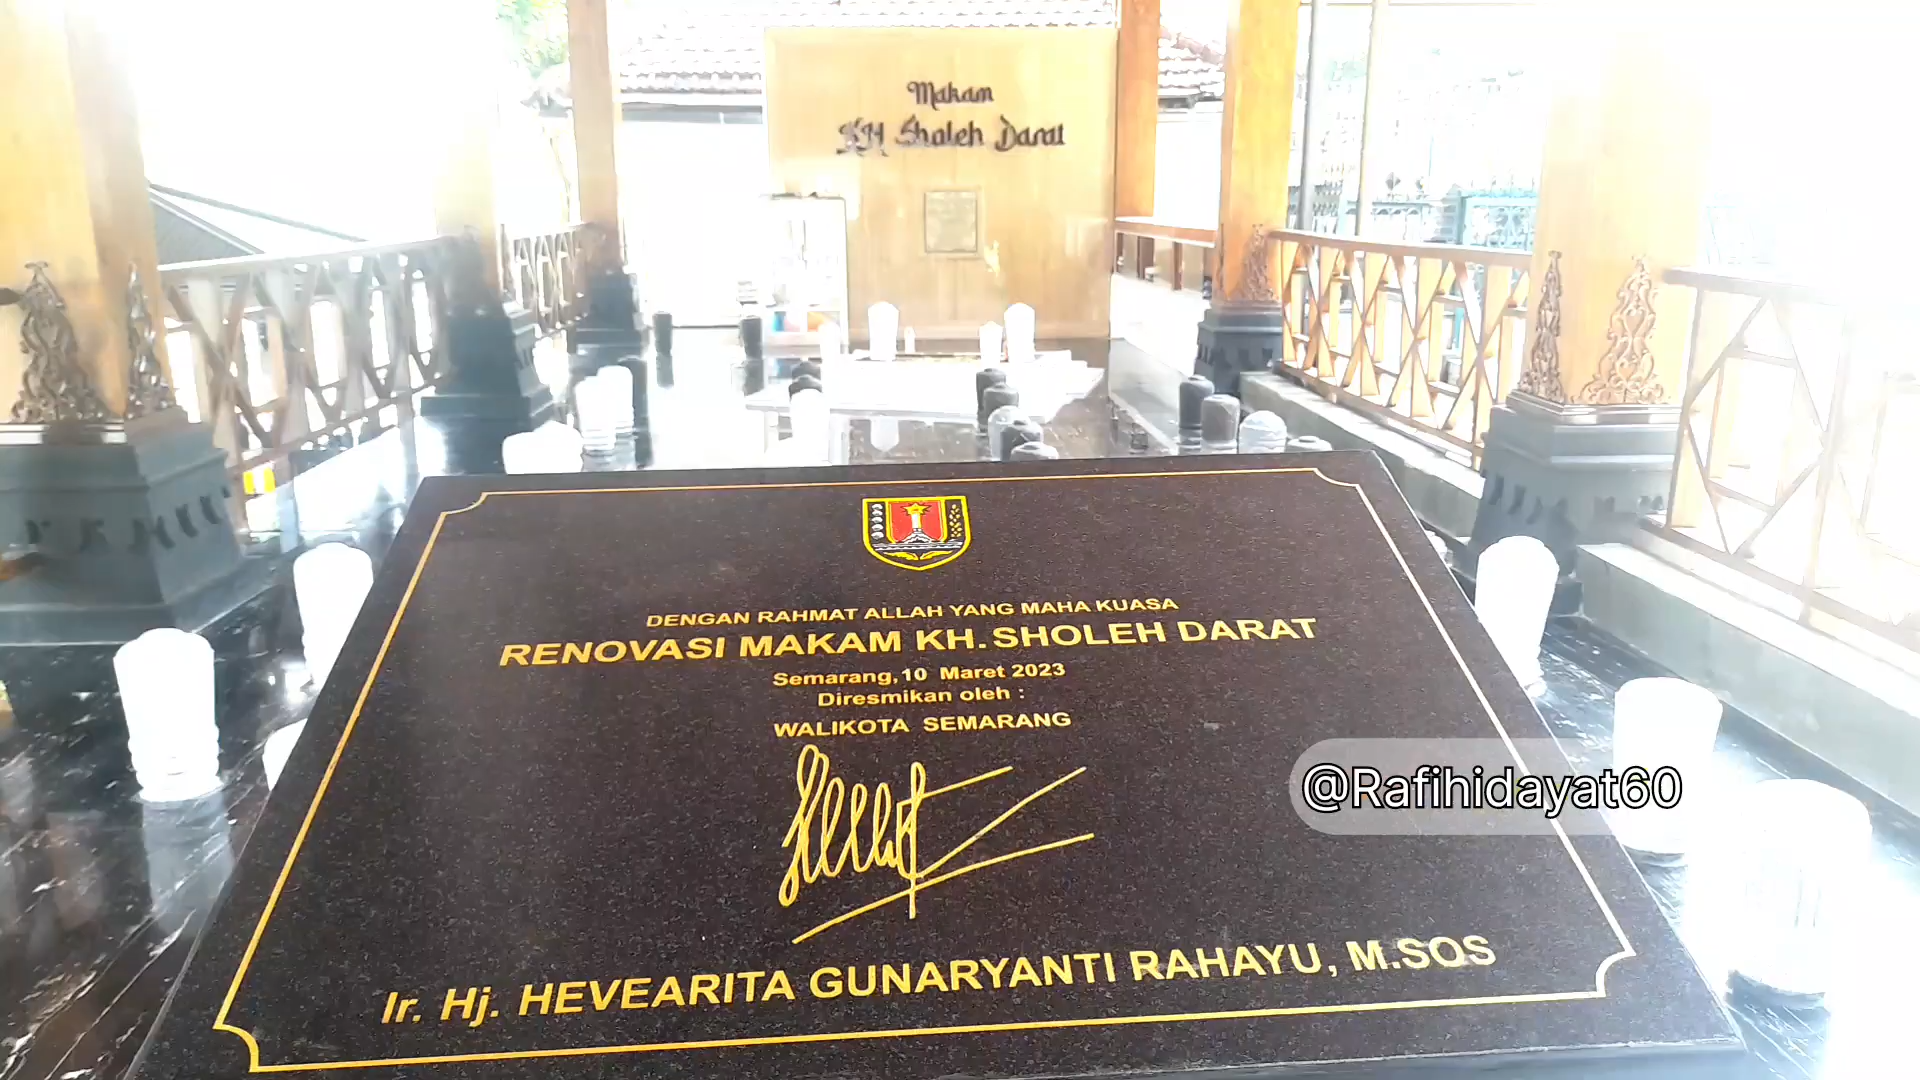 Makam
KH Sholeh Darat
DENGAN RAHMAT ALLAH YANG MAHA KUASA
RENOVASI MAKAM KH. SHOLEH DARAT
Semarang, 10 Maret 2023
Diresmikan oleh :
WALIKOTA SEMARANG
@Rafihidayat60
Ir. Hj. HEVEARITA GUNARYANTI RAHAYU, M.SOS